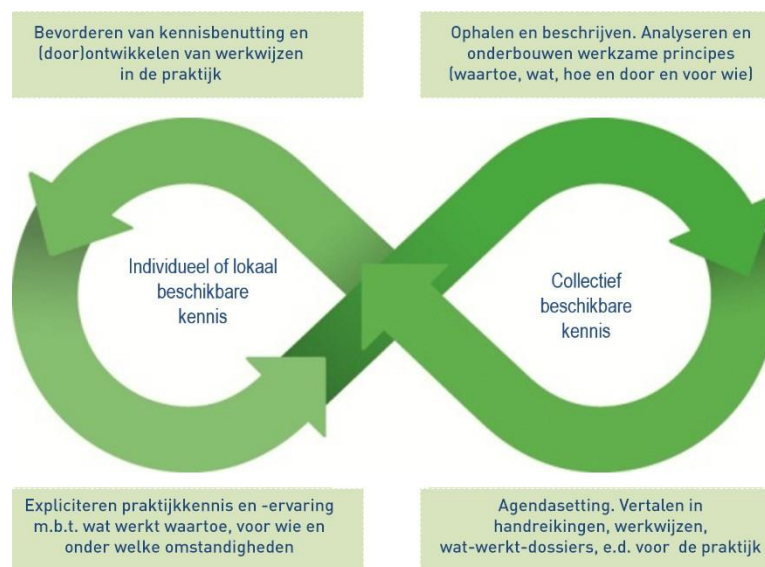 Bevorderen van kennisbenutting en
(door)ontwikkelen van werkwijzen
in de praktijk
Ophalen en beschrijven. Analyseren en
onderbouwen werkzame principes
(waartoe, wat, hoe en door en voor wie)
Individueel of lokaal
beschikbare
kennis
Collectief
beschikbare
kennis
Expliciteren praktijkkennis en -ervaring
m.b.t. wat werkt waartoe, voor wie en
onder welke omstandigheden
Agendasetting. Vertalen in
handreikingen, werkwijzen,
wat-werkt-dossiers, e.d. voor de praktijk